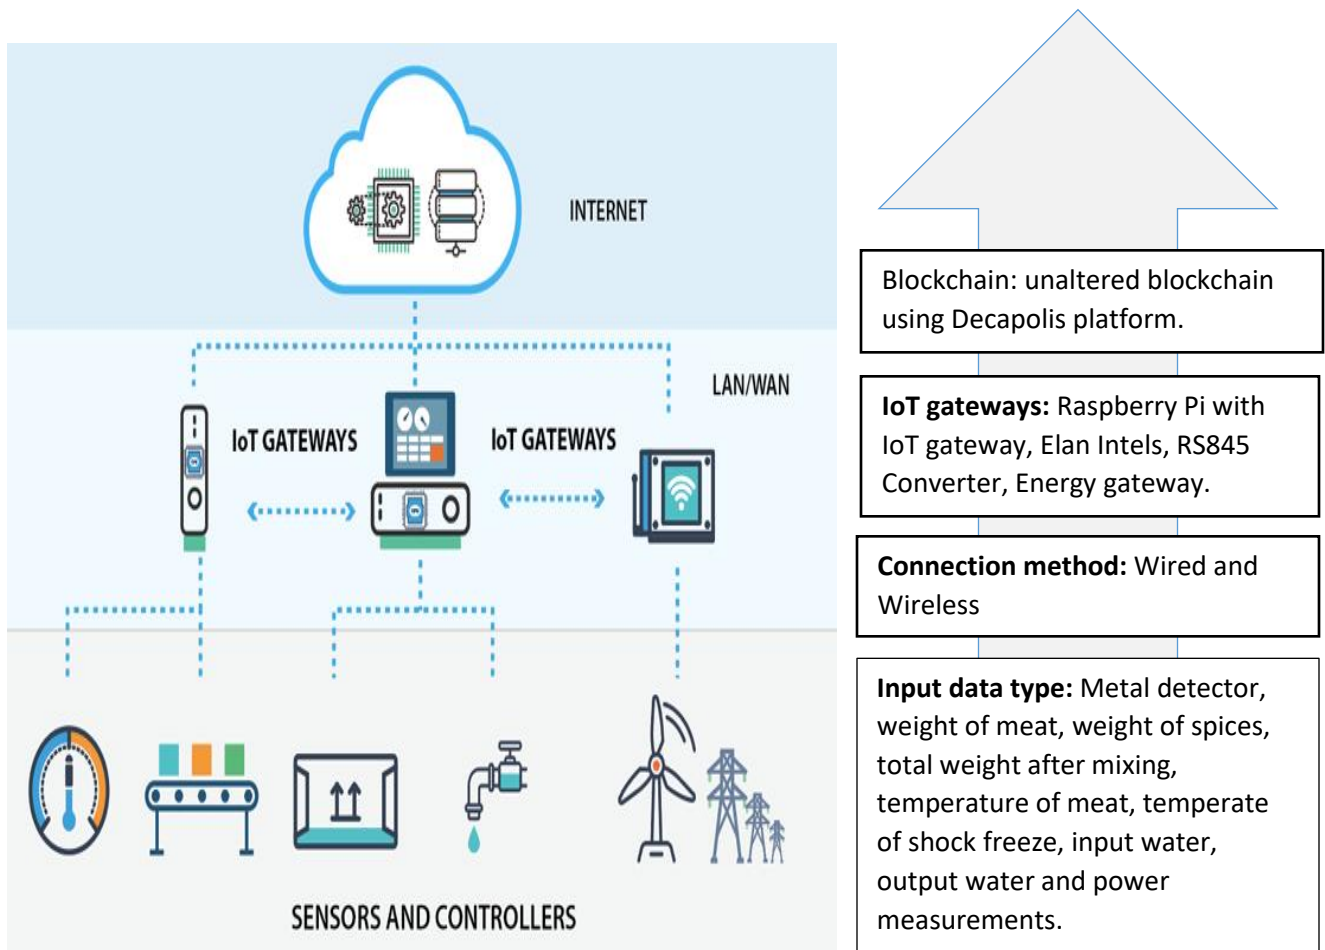 INTERNET
LAN/WAN
IoT GATEWAYS
IoT GATEWAYS
SENSORS AND CONTROLLERS
Blockchain: unaltered blockchain
using Decapolis platform.
IoT gateways: Raspberry Pi with
IoT gateway, Elan Intels, RS845
Converter, Energy gateway.
Connection method: Wired and
Wireless
Input data type: Metal detector,
weight of meat, weight of spices,
total weight after mixing,
temperature of meat, temperate
of shock freeze, input water,
output water and power
measurements.